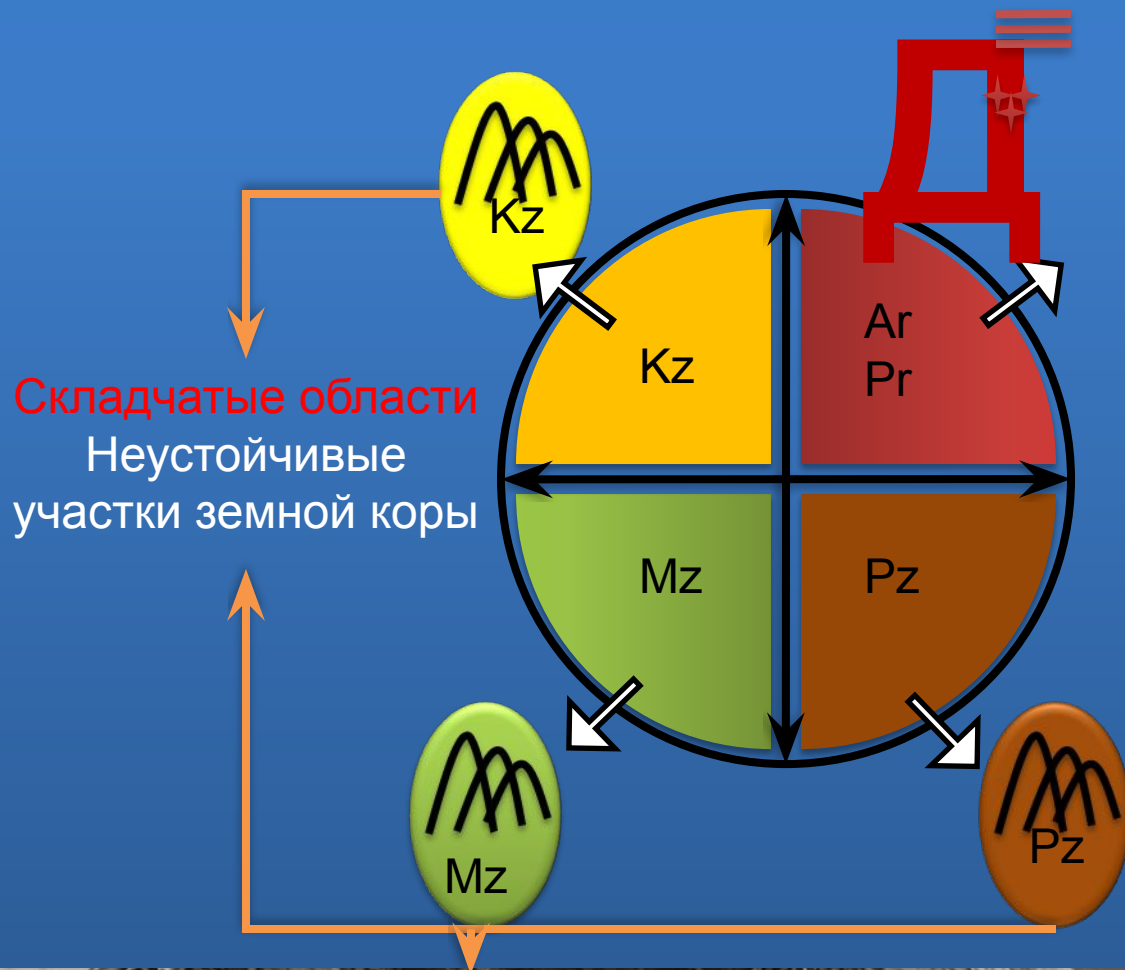 Д
Kz
Kz
Ar
Pr
Складчатые области
Неустойчивые
участки земной коры
Mz
Pz
Mz
Pz